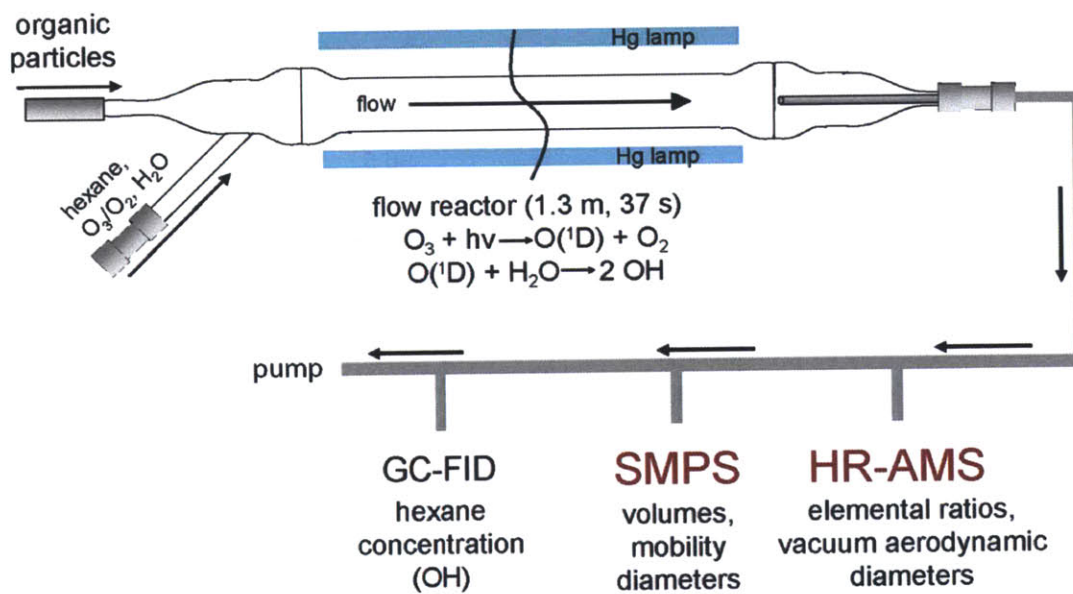 organic
particles
Hg lamp
flow
Hg lamp
hexane,
O₃/O₂, H₂O
flow reactor (1.3 m, 37 s)
O₃ + hv→O(¹D) + O₂
O(¹D) + H₂O→2 OH
pump
GC-FID
hexane
concentration
(OH)
SMPS
volumes,
mobility
diameters
HR-AMS
elemental ratios,
vacuum aerodynamic
diameters